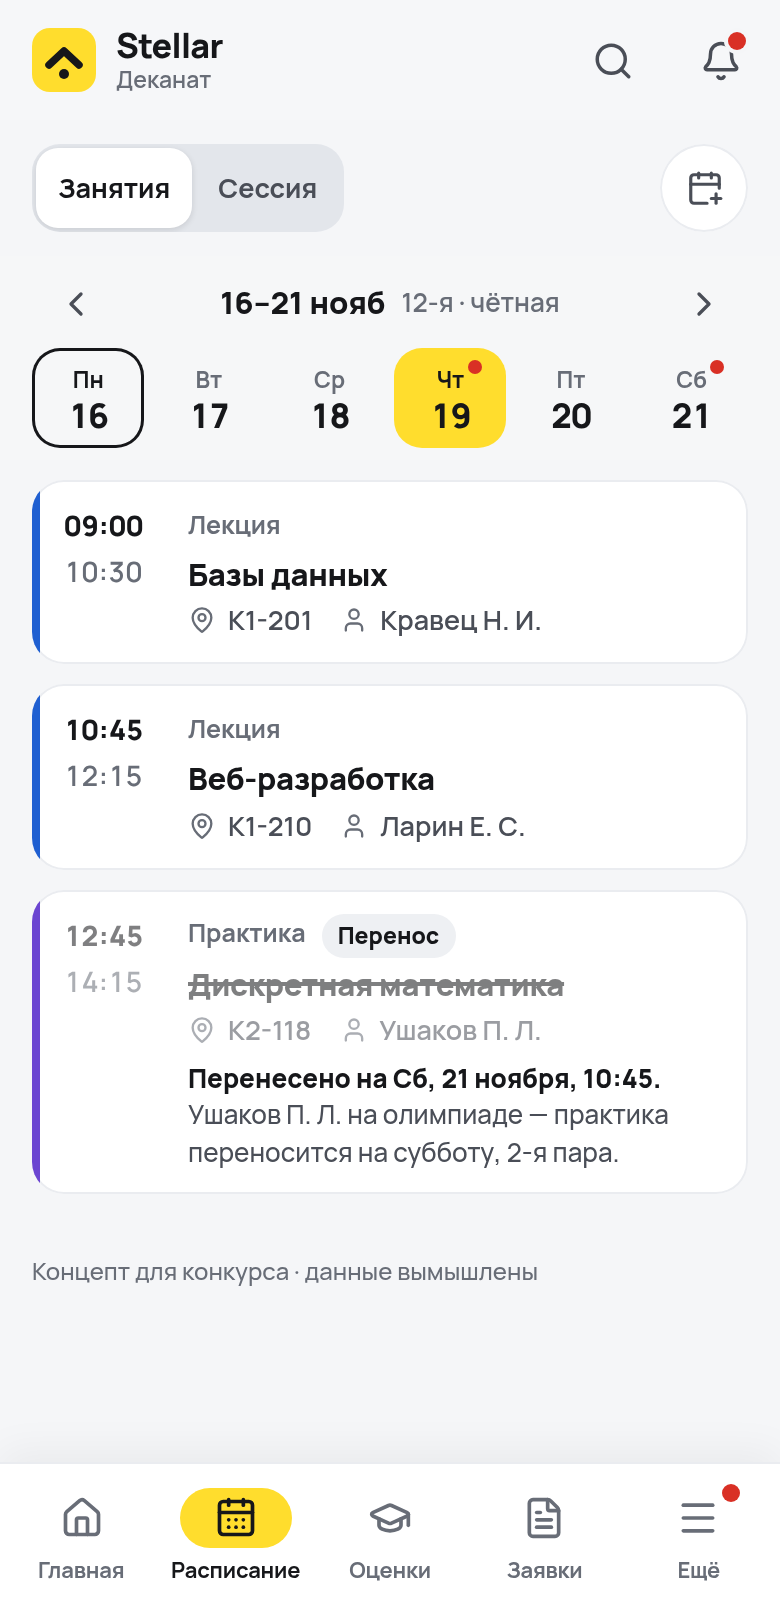 Stellar
Деканат
Занятия Сессия
16–21 нояб 12-я · чётная
Пн Вт Ср Чт Пт Сб
16 17 18 19 20 21
09:00 Лекция
10:30 Базы данных
К1-201 Кравец Н. И.
10:45 Лекция
12:15 Веб-разработка
К1-210 Ларин Е. С.
12:45 Практика Перенос
14:15 Дискретная математика
К2-118 Ушаков П. Л.
Перенесено на Сб, 21 ноября, 10:45.
Ушаков П. Л. на олимпиаде — практика
переносится на субботу, 2-я пара.
Концепт для конкурса · данные вымышлены
Главная Расписание Оценки Заявки Ещё